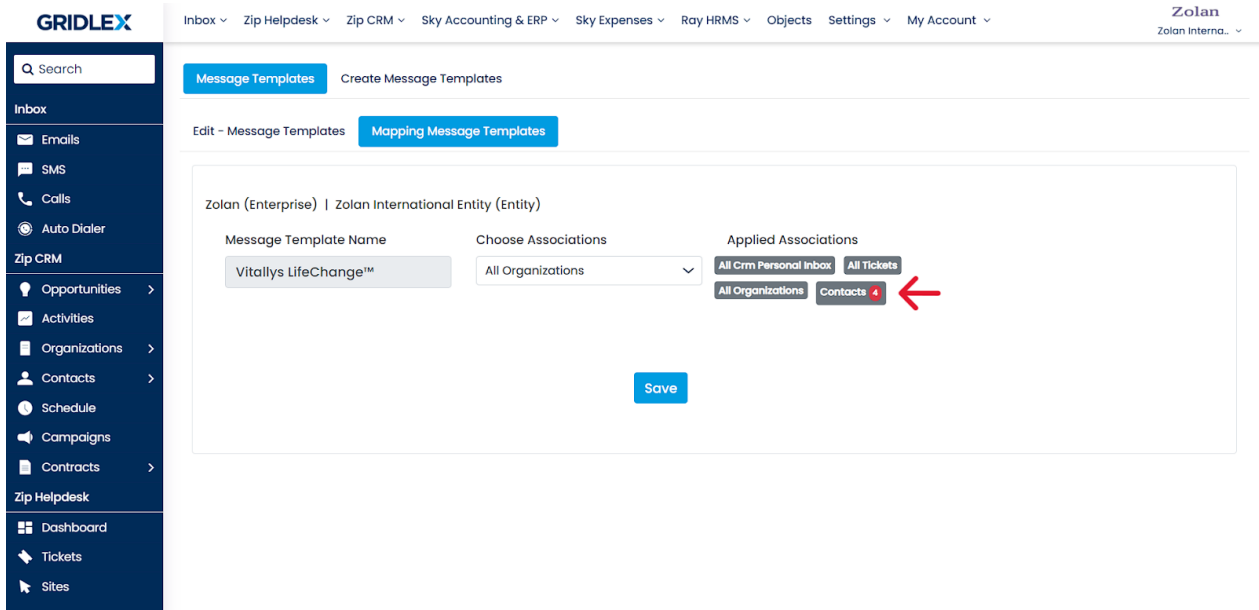 GRIDLEX
Inbox Zip Helpdesk Zip CRM Sky Accounting & ERP Sky Expenses Ray HRMS Objects Settings My Account
Zolan
Zolan Interna..
Search
Message Templates Create Message Templates
Inbox
Edit - Message Templates Mapping Message Templates
Emails
SMS
Calls
Auto Dialer
Zip CRM
Opportunities
Activities
Organizations
Contacts
Schedule
Campaigns
Contracts
Zip Helpdesk
Dashboard
Tickets
Sites
Zolan (Enterprise) | Zolan International Entity (Entity)
Message Template Name
Vitallys LifeChange™
Choose Associations
All Organizations
Applied Associations
All Crm Personal Inbox All Tickets
All Organizations Contacts 4
Save